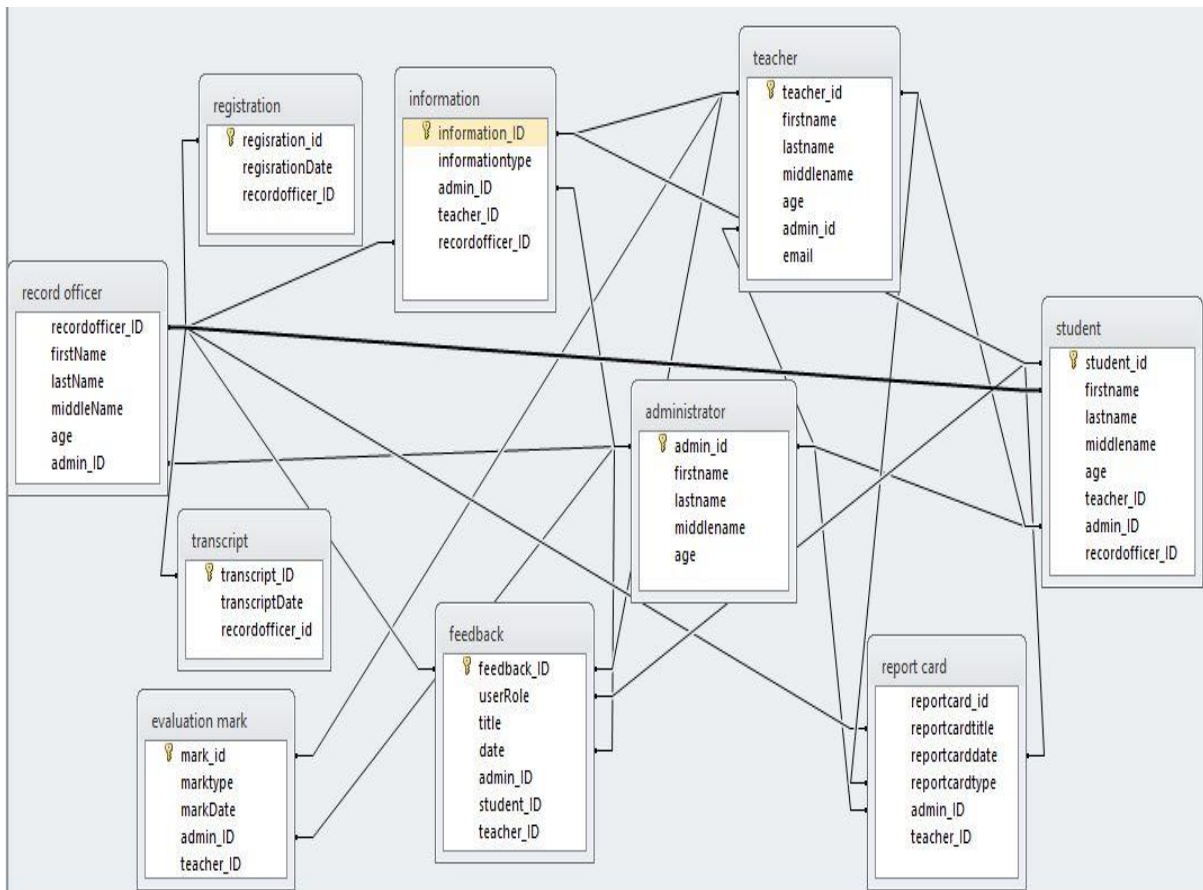 registration
regisration_id
regisrationDate
recordofficer_ID
information
information_ID
informationtype
admin_ID
teacher_ID
recordofficer_ID
teacher
teacher_id
firstname
lastname
middlename
age
admin_id
email
record officer
recordofficer_ID
firstName
lastName
middleName
age
admin_ID
student
student_id
firstname
lastname
middlename
age
teacher_ID
admin_ID
recordofficer_ID
administrator
admin_id
firstname
lastname
middlename
age
transcript
transcript_ID
transcriptDate
recordofficer_id
feedback
feedback_ID
userRole
title
date
admin_ID
student_ID
teacher_ID
report card
reportcard_id
reportcardtitle
reportcarddate
reportcardtype
admin_ID
teacher_ID
evaluation mark
mark_id
marktype
markDate
admin_ID
teacher_ID